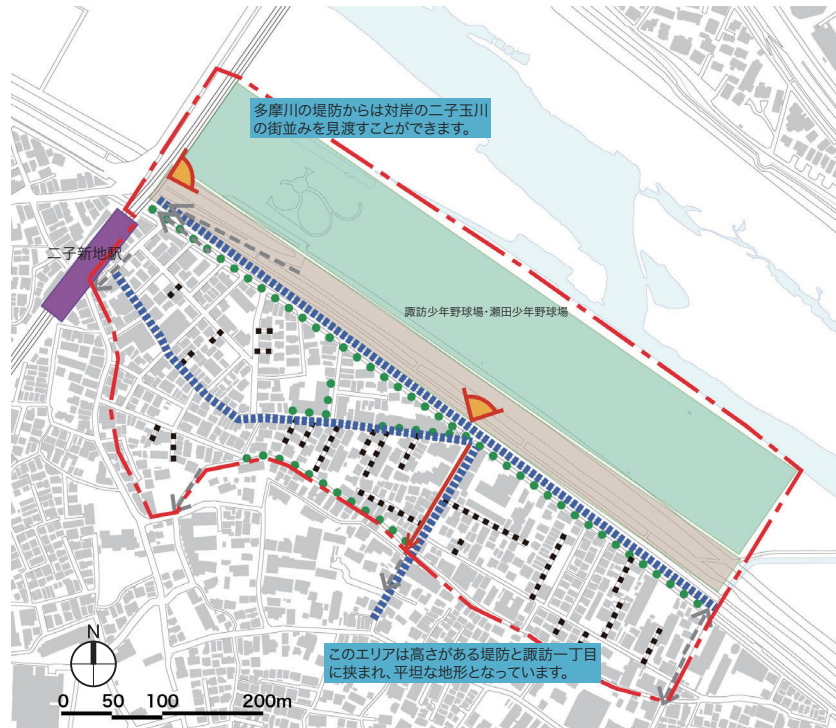 多摩川の堤防からは対岸の二子玉川
の街並みを見渡すことができます。
二子新地駅
諏訪少年野球場・瀬田少年野球場
このエリアは高さがある堤防と諏訪一丁目
に挟まれ、平坦な地形となっています。
N
0 50 100 200m